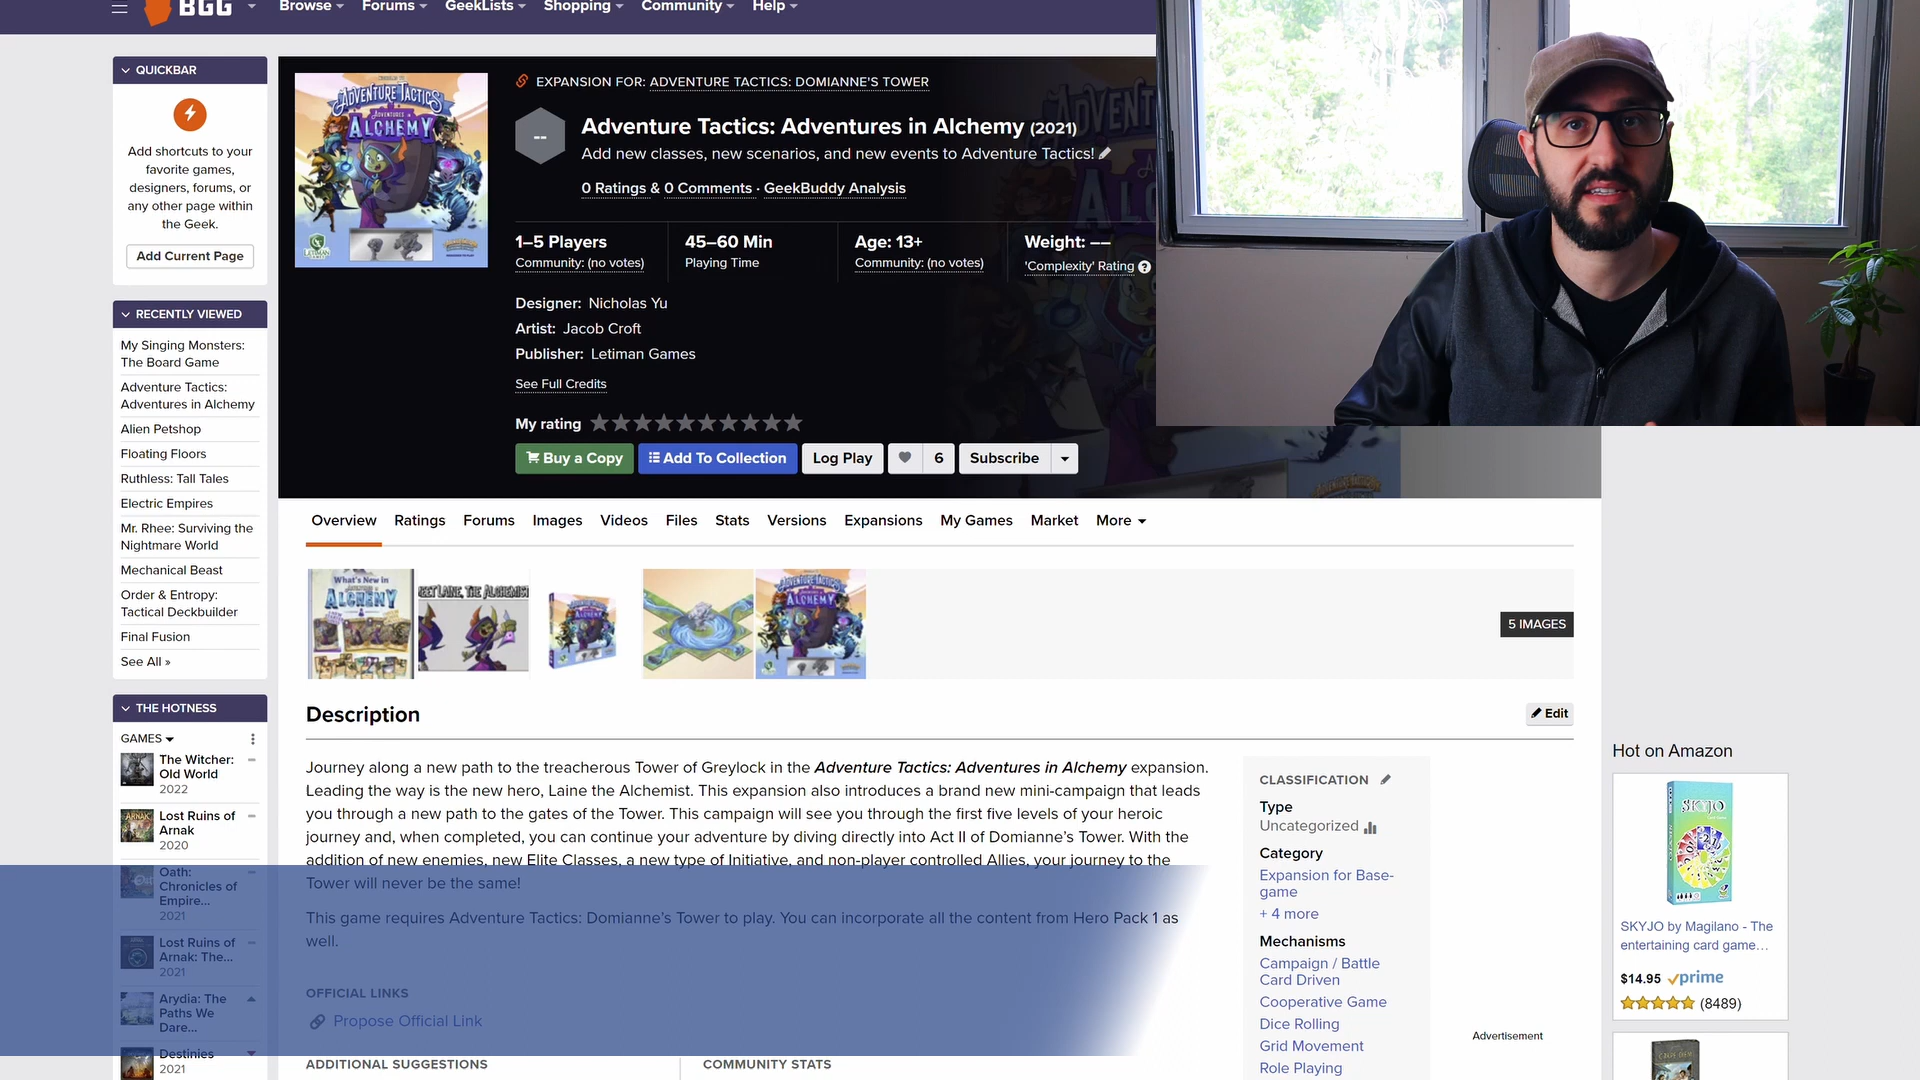 BGG
Browse
Forums
GeekLists
Shopping
Community
Help
QUICKBAR
Add shortcuts to your
favorite games,
designers, forums, or
any other page within
the Geek.
Add Current Page
RECENTLY VIEWED
My Singing Monsters:
The Board Game
Adventure Tactics:
Adventures in Alchemy
Alien Petshop
Floating Floors
Ruthless: Tall Tales
Electric Empires
Mr. Rhee: Surviving the
Nightmare World
Mechanical Beast
Order & Entropy:
Tactical Deckbuilder
Final Fusion
See All »
THE HOTNESS
GAMES
The Witcher:
Old World
2022
Lost Ruins of
Arnak
2020
Oath:
Chronicles of
Empire...
2021
Lost Ruins of
Arnak: The...
2021
Arydia: The
Paths We
Dare...
Destinies
2021
ADVENTURE TACTICS
ADVENTURES in
ALCHEMY
EXPANSION FOR: ADVENTURE TACTICS: DOMIANNE'S TOWER
--
Adventure Tactics: Adventures in Alchemy (2021)
Add new classes, new scenarios, and new events to Adventure Tactics!
0 Ratings & 0 Comments · GeekBuddy Analysis
1–5 Players
Community: (no votes)
45–60 Min
Playing Time
Age: 13+
Community: (no votes)
Weight: ––
'Complexity' Rating ?
Designer: Nicholas Yu
Artist: Jacob Croft
Publisher: Letiman Games
See Full Credits
My rating
Buy a Copy
Add To Collection
Log Play
6
Subscribe
Overview
Ratings
Forums
Images
Videos
Files
Stats
Versions
Expansions
My Games
Market
More
What's New in
ALCHEMY
EET LAINE, THE ALCHEMIS
ADVENTURE TACTICS
ALCHEMY
5 IMAGES
Description
Edit
Journey along a new path to the treacherous Tower of Greylock in the Adventure Tactics: Adventures in Alchemy expansion.
Leading the way is the new hero, Laine the Alchemist. This expansion also introduces a brand new mini-campaign that leads
you through a new path to the gates of the Tower. This campaign will see you through the first five levels of your heroic
journey and, when completed, you can continue your adventure by diving directly into Act II of Domianne's Tower. With the
addition of new enemies, new Elite Classes, a new type of Initiative, and non-player controlled Allies, your journey to the
Tower will never be the same!
This game requires Adventure Tactics: Domianne's Tower to play. You can incorporate all the content from Hero Pack 1 as
well.
OFFICIAL LINKS
Propose Official Link
ADDITIONAL SUGGESTIONS
COMMUNITY STATS
CLASSIFICATION
Type
Uncategorized
Category
Expansion for Base-
game
+ 4 more
Mechanisms
Campaign / Battle
Card Driven
Cooperative Game
Dice Rolling
Grid Movement
Role Playing
Advertisement
Hot on Amazon
SKYJO
SKYJO by Magilano - The
entertaining card game...
$14.95 prime
(8489)